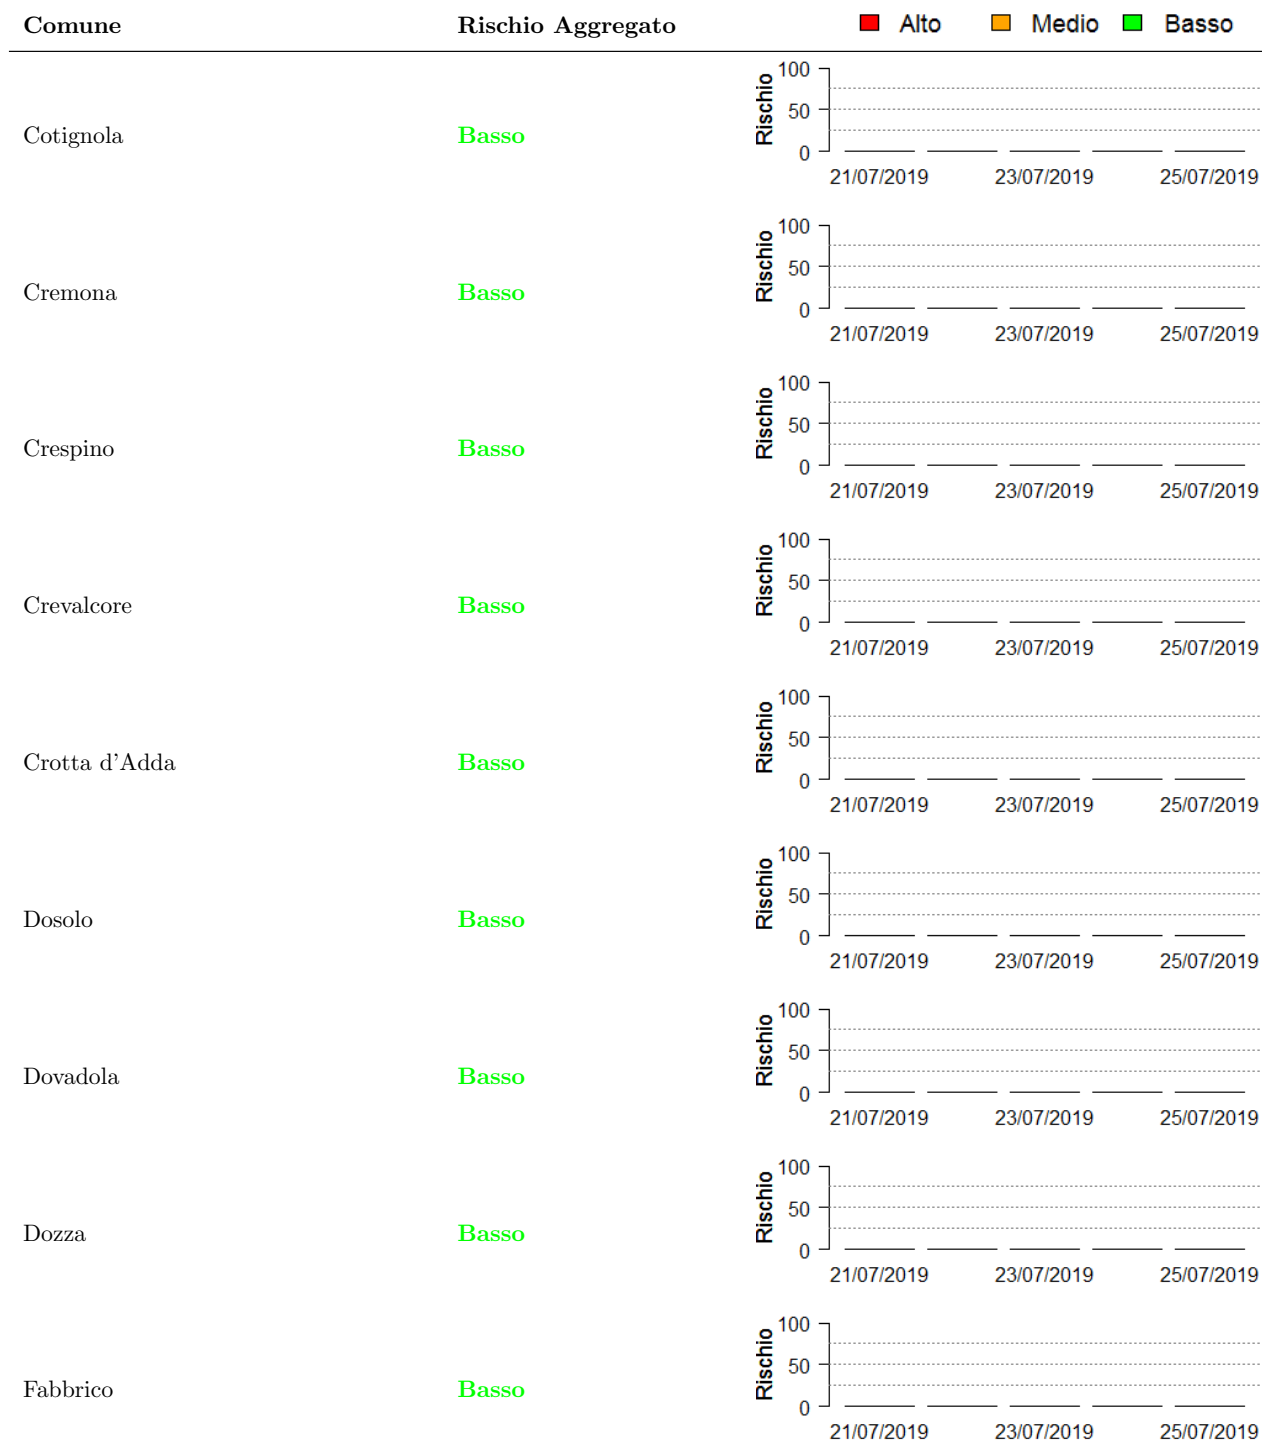 Comune Rischio Aggregato Alto Medio Basso
100
50
0
Rischio
Cotignola Basso
21/07/2019 23/07/2019 25/07/2019
100
50
0
Rischio
Cremona Basso
21/07/2019 23/07/2019 25/07/2019
100
50
0
Rischio
Crespino Basso
21/07/2019 23/07/2019 25/07/2019
100
50
0
Rischio
Crevalcore Basso
21/07/2019 23/07/2019 25/07/2019
100
50
0
Rischio
Crotta d'Adda Basso
21/07/2019 23/07/2019 25/07/2019
100
50
0
Rischio
Dosolo Basso
21/07/2019 23/07/2019 25/07/2019
100
50
0
Rischio
Dovadola Basso
21/07/2019 23/07/2019 25/07/2019
100
50
0
Rischio
Dozza Basso
21/07/2019 23/07/2019 25/07/2019
100
50
0
Rischio
Fabbrico Basso
21/07/2019 23/07/2019 25/07/2019